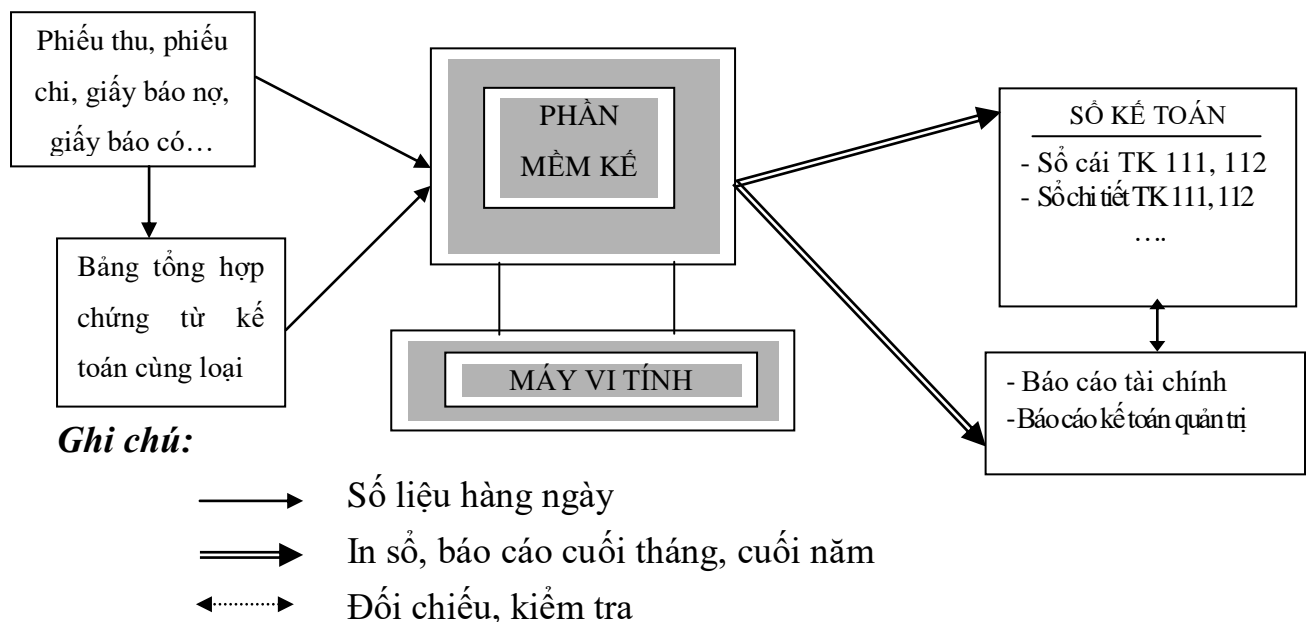 Phiếu thu, phiếu
chi, giấy báo nợ,
giấy báo có…
Bảng tổng hợp
chứng từ kế
toán cùng loại
PHẦN
MỀM KẾ
MÁY VI TÍNH
SỔ KẾ TOÁN
- Sổ cái TK 111, 112
- Sổ chi tiết TK 111, 112
….
- Báo cáo tài chính
- Báo cáo kế toán quản trị
Ghi chú:
Số liệu hàng ngày
In sổ, báo cáo cuối tháng, cuối năm
Đối chiếu, kiểm tra